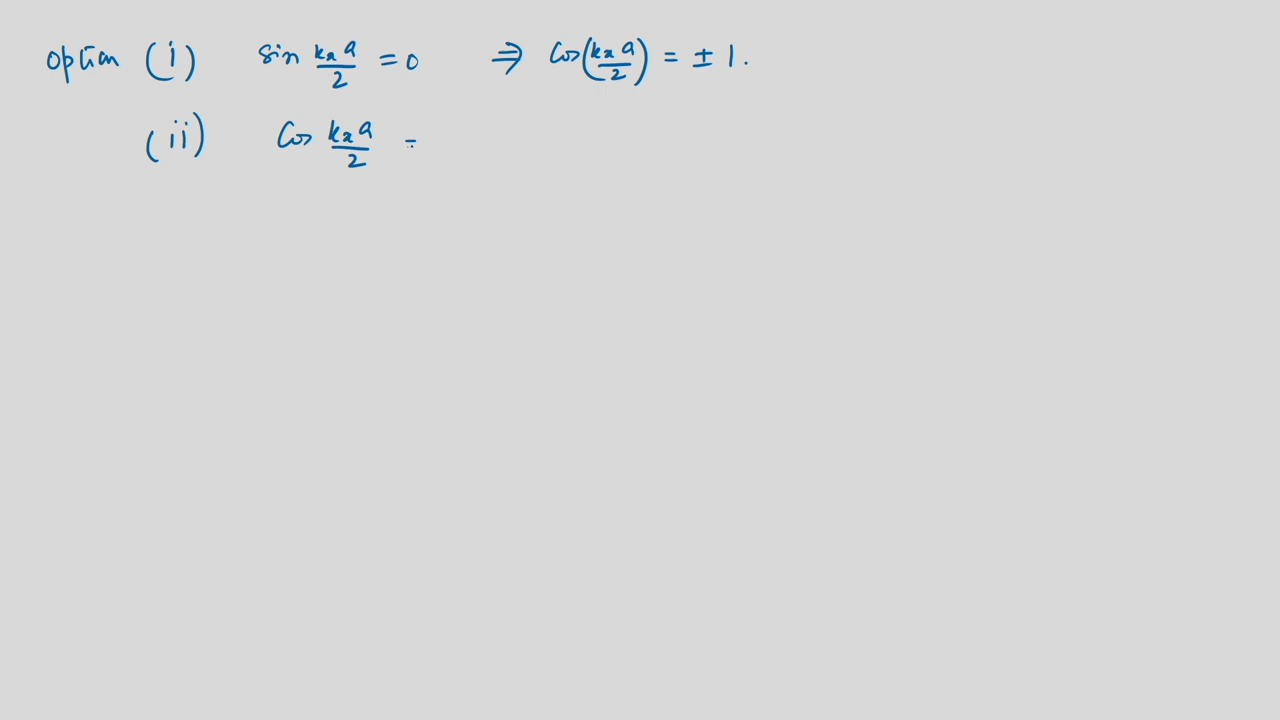 option (i) sin kₓa/2 = 0 ⇒ Cos(kₓa/2) = ± 1.
(ii) Cos kₓa/2 =